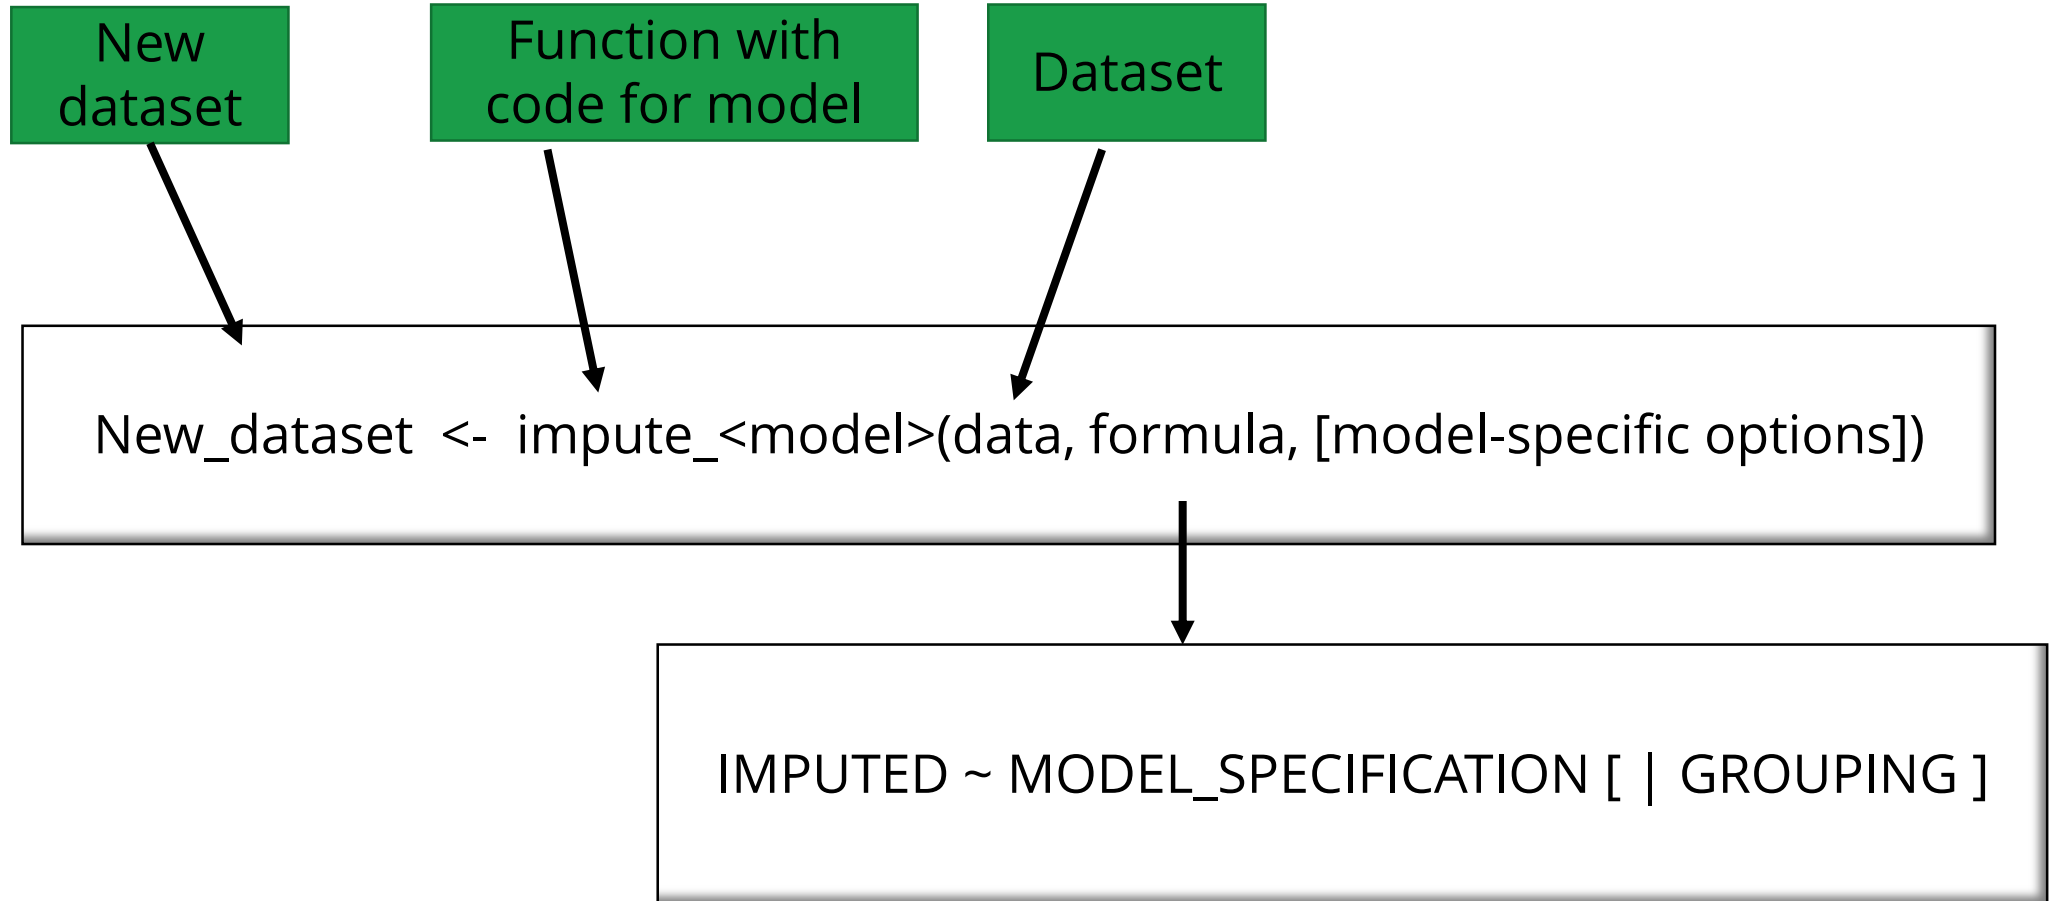 New
dataset
Function with
code for model
Dataset
New_dataset <- impute_<model>(data, formula, [model-specific options])
IMPUTED ~ MODEL_SPECIFICATION [ | GROUPING ]